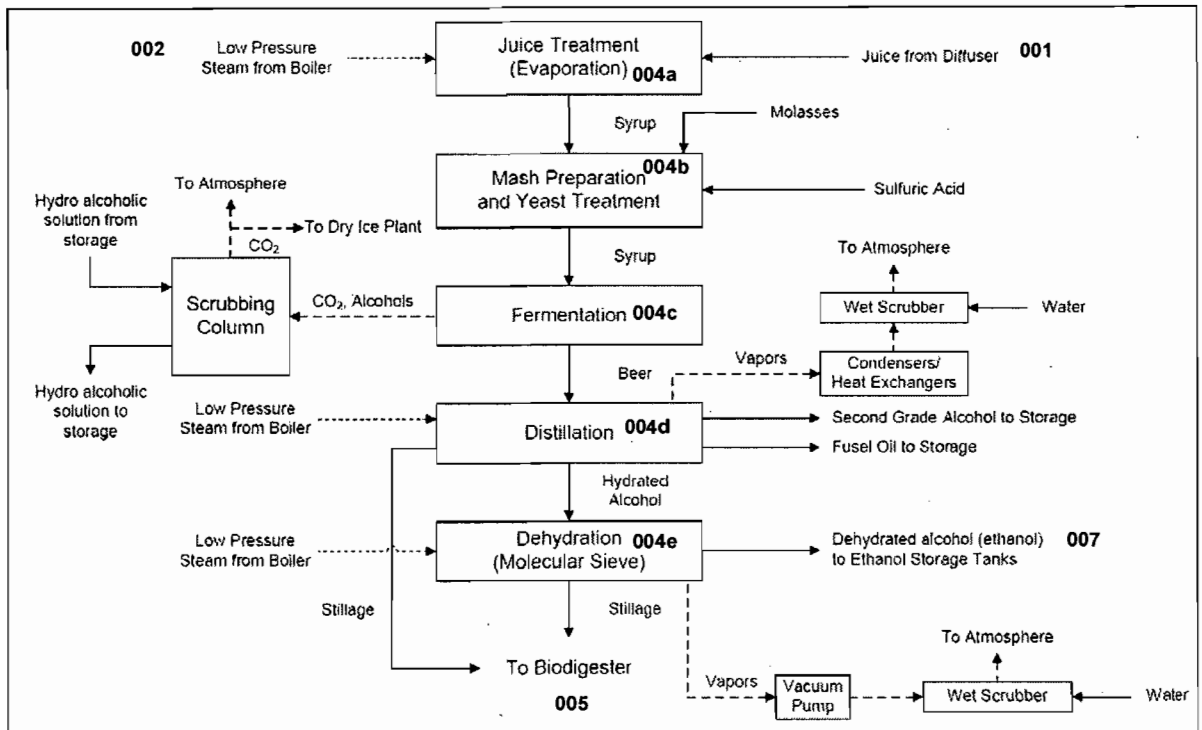 002
Low Pressure
Steam from Boiler
Juice Treatment
(Evaporation) 004a
Juice from Diffuser 001
Syrup
Molasses
004b
Mash Preparation
and Yeast Treatment
Sulfuric Acid
To Atmosphere
Hydro alcoholic
solution from
storage
To Dry Ice Plant
CO2
Syrup
To Atmosphere
Scrubbing
Column
CO2, Alcohols
Fermentation 004c
Wet Scrubber
Water
Hydro alcoholic
solution to
storage
Beer
Vapors
Condensers/
Heat Exchangers
Low Pressure
Steam from Boiler
Distillation 004d
Second Grade Alcohol to Storage
Fusel Oil to Storage
Hydrated
Alcohol
Low Pressure
Steam from Boiler
Dehydration 004e
(Molecular Sieve)
Dehydrated alcohol (ethanol) 007
to Ethanol Storage Tanks
Stillage
Stillage
To Biodigester
005
To Atmosphere
Vapors
Vacuum
Pump
Wet Scrubber
Water